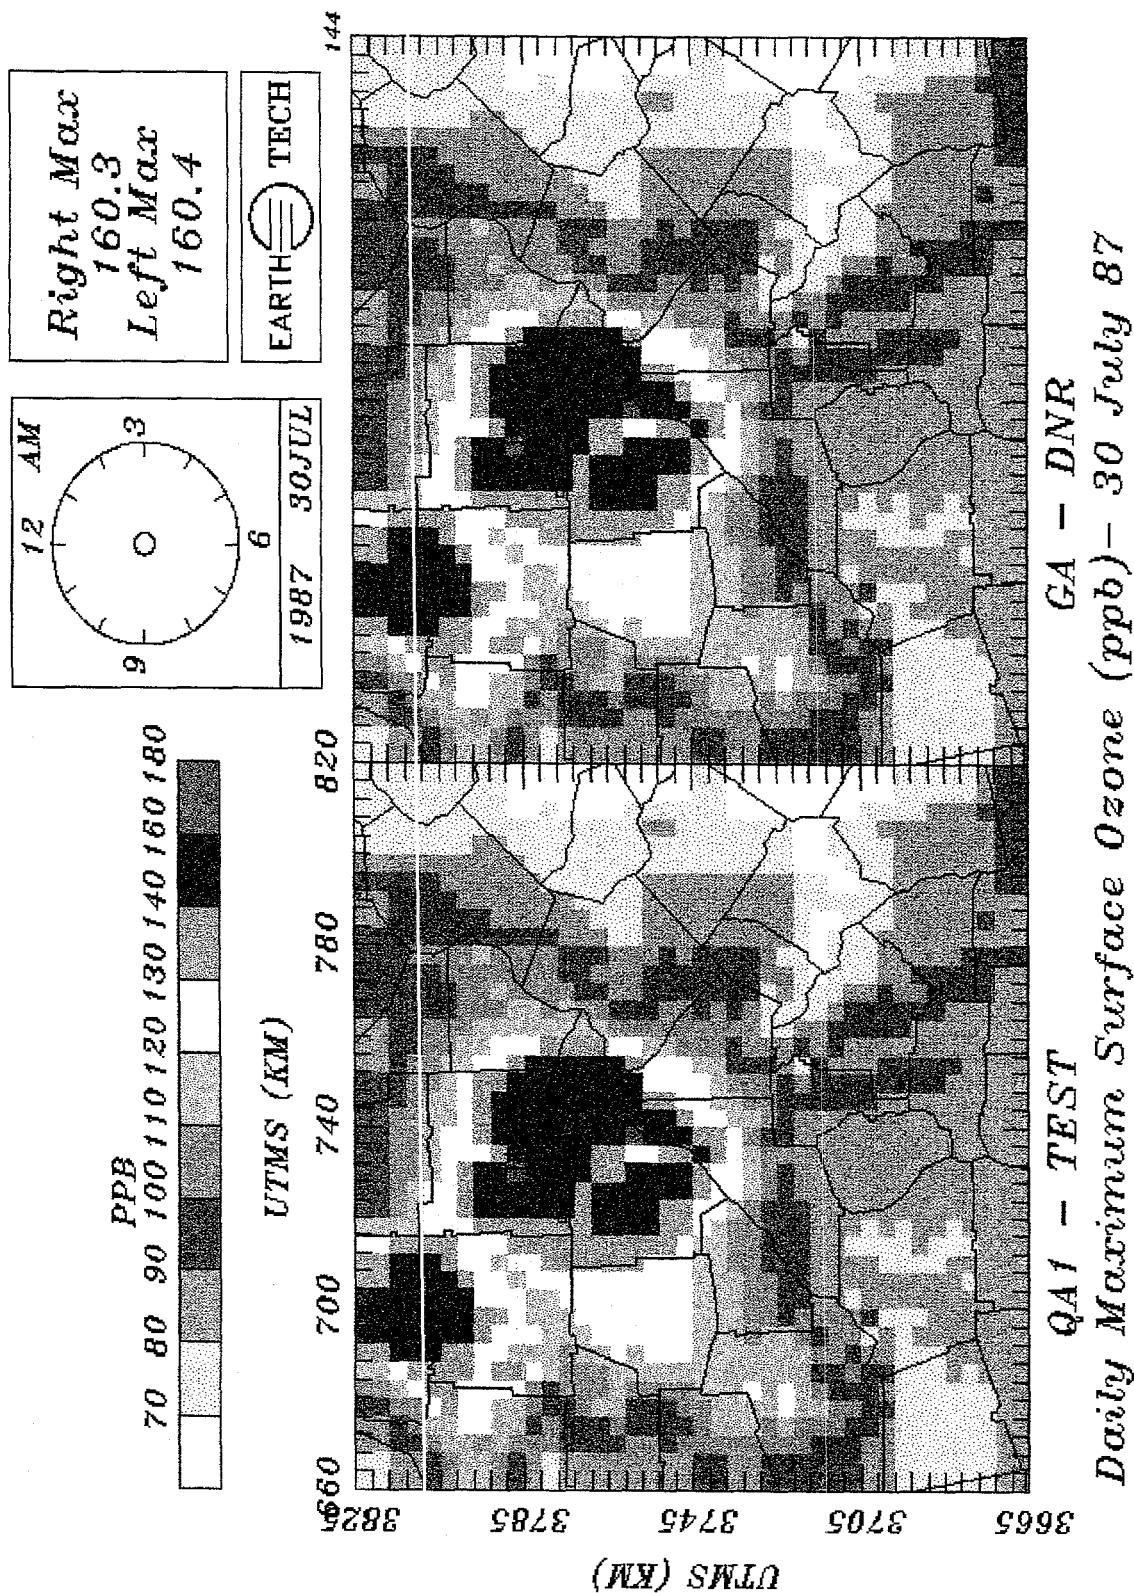 PPB
70 80 90 100 110 120 130 140 160 180
12 AM
3
6
9
1987 30JUL
Right Max
160.3
Left Max
160.4
EARTH TECH
UTMS (KM)
660 700 740 780 820
144
3825
3785
3745
3705
3665
UTMS (KM)
QA1 - TEST
GA - DNR
Daily Maximum Surface Ozone (ppb)- 30 July 87